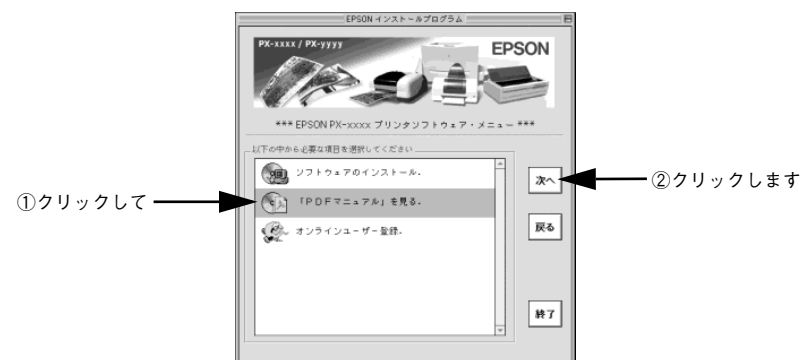 EPSON インストールプログラム
PX-xxxx / PX-yyyy
EPSON
*** EPSON PX-xxxx プリンタソフトウェア・メニュー ***
以下の中から必要な項目を選択してください
ソフトウェアのインストール.
次へ
②クリックします
①クリックして
「PDFマニュアル」を見る.
戻る
オンラインユーザー登録.
終了